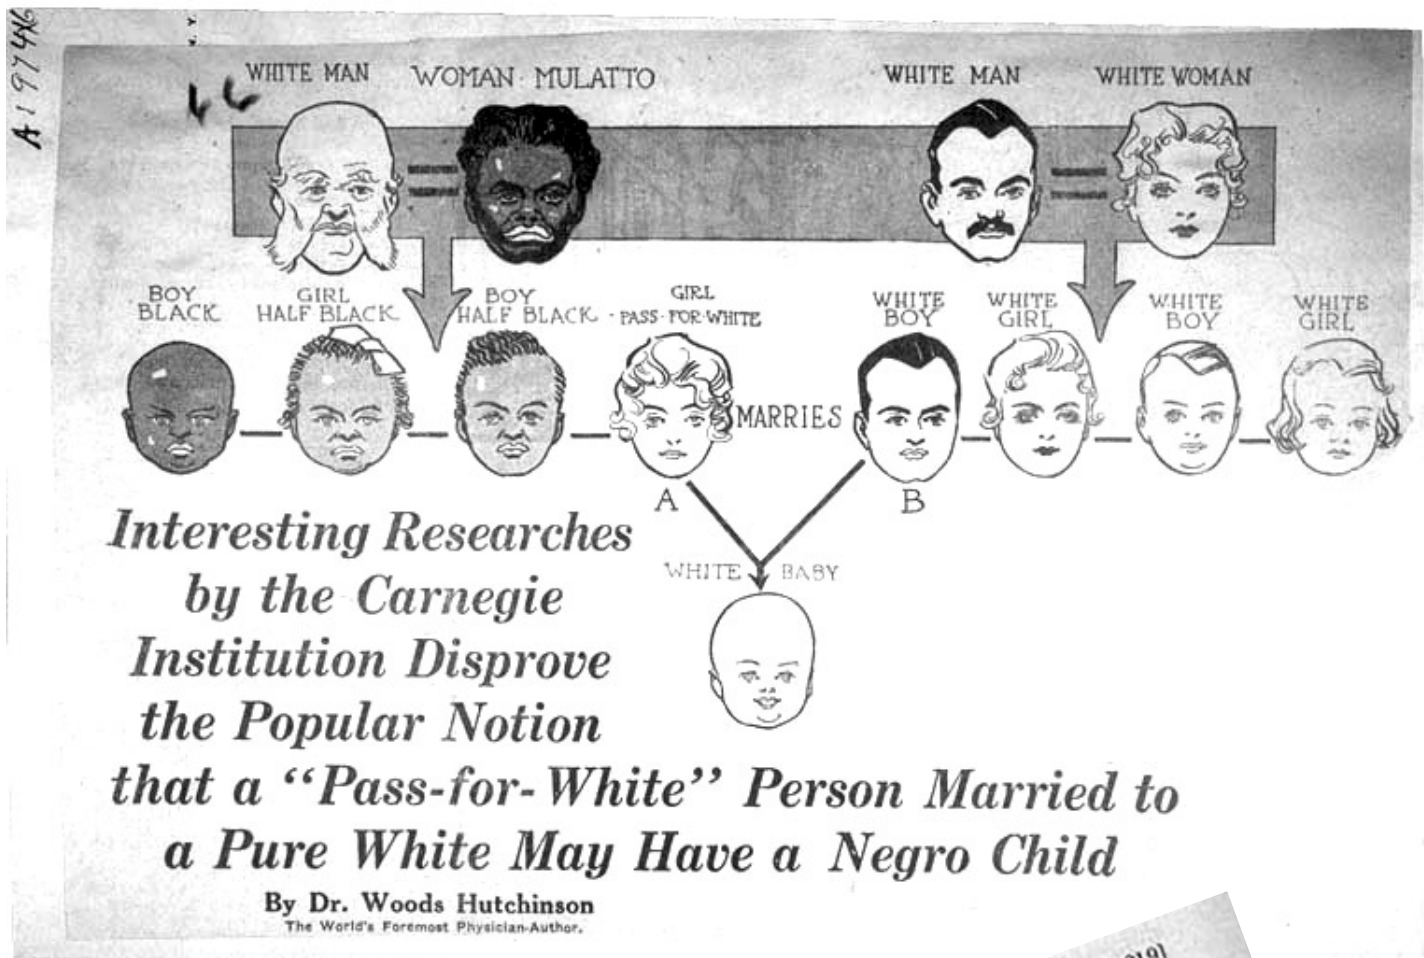 A1974№6
N. Y.
WHITE MAN
WOMAN · MULATTO
WHITE MAN
WHITE WOMAN
BOY
BLACK
GIRL
HALF BLACK
BOY
HALF BLACK
GIRL
PASS-FOR-WHITE
WHITE
BOY
WHITE
GIRL
WHITE
BOY
WHITE
GIRL
MARRIES
A
B
WHITE BABY
Interesting Researches
by the Carnegie
Institution Disprove
the Popular Notion
that a “Pass-for-White” Person Married to
a Pure White May Have a Negro Child
By Dr. Woods Hutchinson
The World's Foremost Physician-Author.